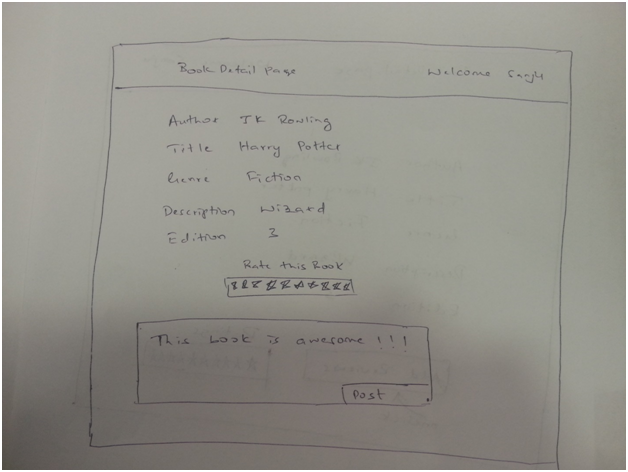 Book Detail Page Welcome Sanju
Author JK Rowling
Title Harry Potter
Genre Fiction
Description Wizard
Edition 3
Rate this Book
This book is awesome !!!
Post